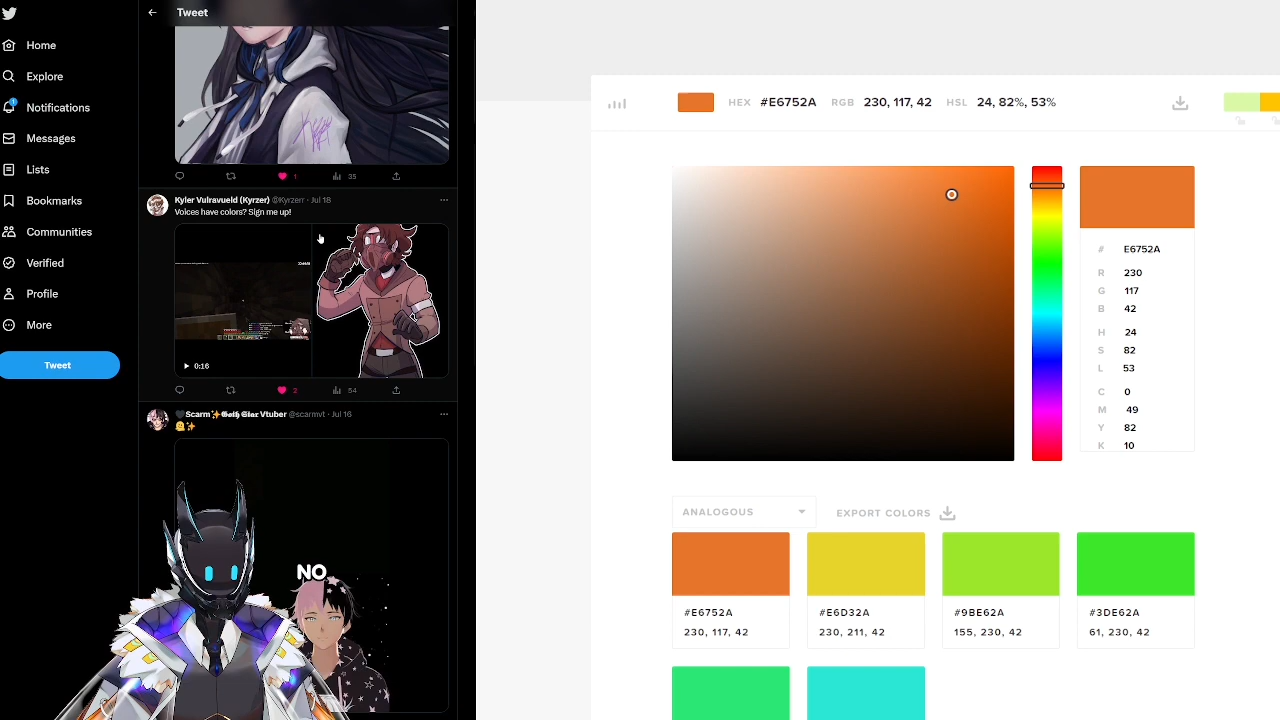 Tweet
Home
Explore
Notifications
Messages
Lists
Bookmarks
Communities
Verified
Profile
More
Tweet
1
35
Kyler Vulravueld (Kyrzer) @Kyrzerr · Jul 18
Voices have colors? Sign me up!
0:16
2
54
Vtuber @scarmvt · Jul 16
NO
HEX #E6752A RGB 230, 117, 42 HSL 24, 82%, 53%
# E6752A
R 230
G 117
B 42
H 24
S 82
L 53
C 0
M 49
Y 82
K 10
ANALOGOUS
EXPORT COLORS
#E6752A
230, 117, 42
#E6D32A
230, 211, 42
#9BE62A
155, 230, 42
#3DE62A
61, 230, 42